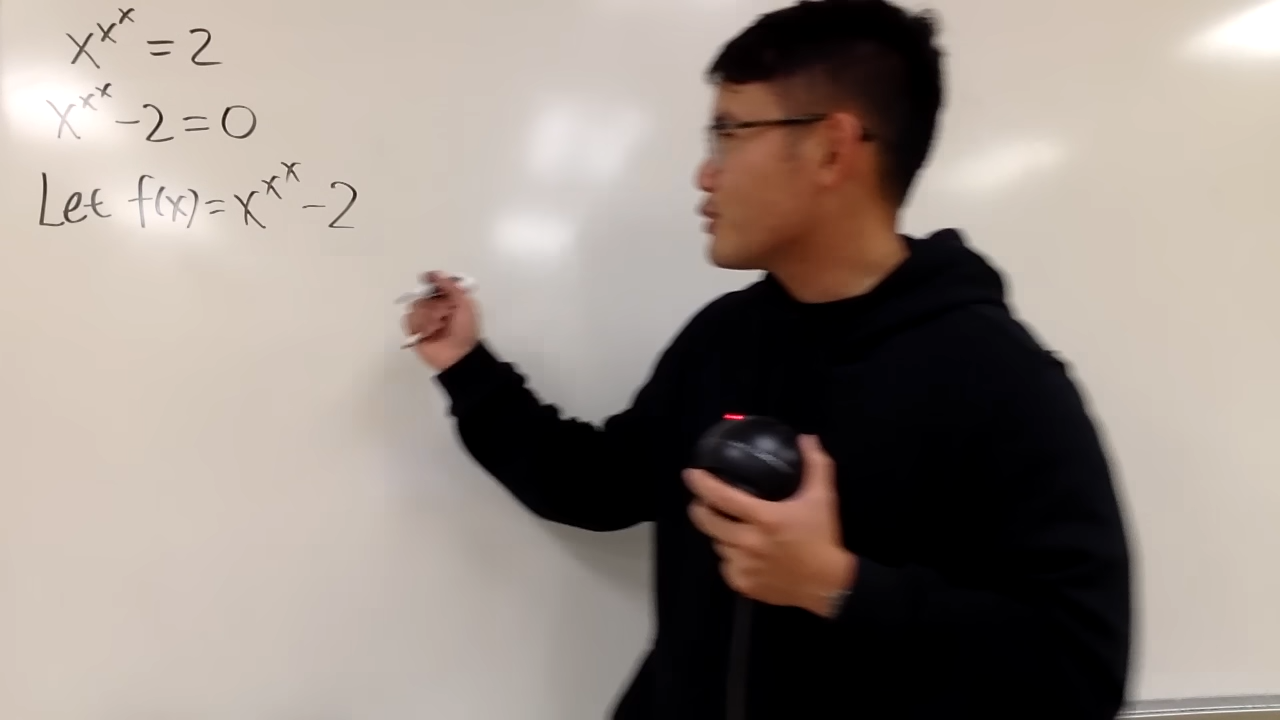 x^x^x = 2
x^x^x - 2 = 0
Let f(x) = x^x^x - 2